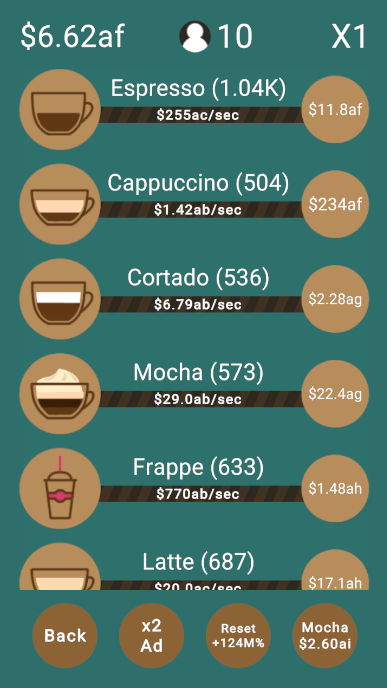 $6.62af 10 X1
Espresso (1.04K)
$255ac/sec
$11.8af
Cappuccino (504)
$1.42ab/sec
$234af
Cortado (536)
$6.79ab/sec
$2.28ag
Mocha (573)
$29.0ab/sec
$22.4ag
Frappe (633)
$770ab/sec
$1.48ah
Latte (687)
$20.0ac/sec
$17.1ah
Back
x2
Ad
Reset
+124M%
Mocha
$2.60ai